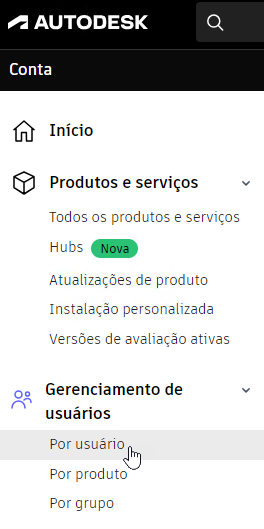 AUTODESK
Conta
Início
Produtos e serviços
Todos os produtos e serviços
Hubs Nova
Atualizações de produto
Instalação personalizada
Versões de avaliação ativas
Gerenciamento de
usuários
Por usuário
Por produto
Por grupo